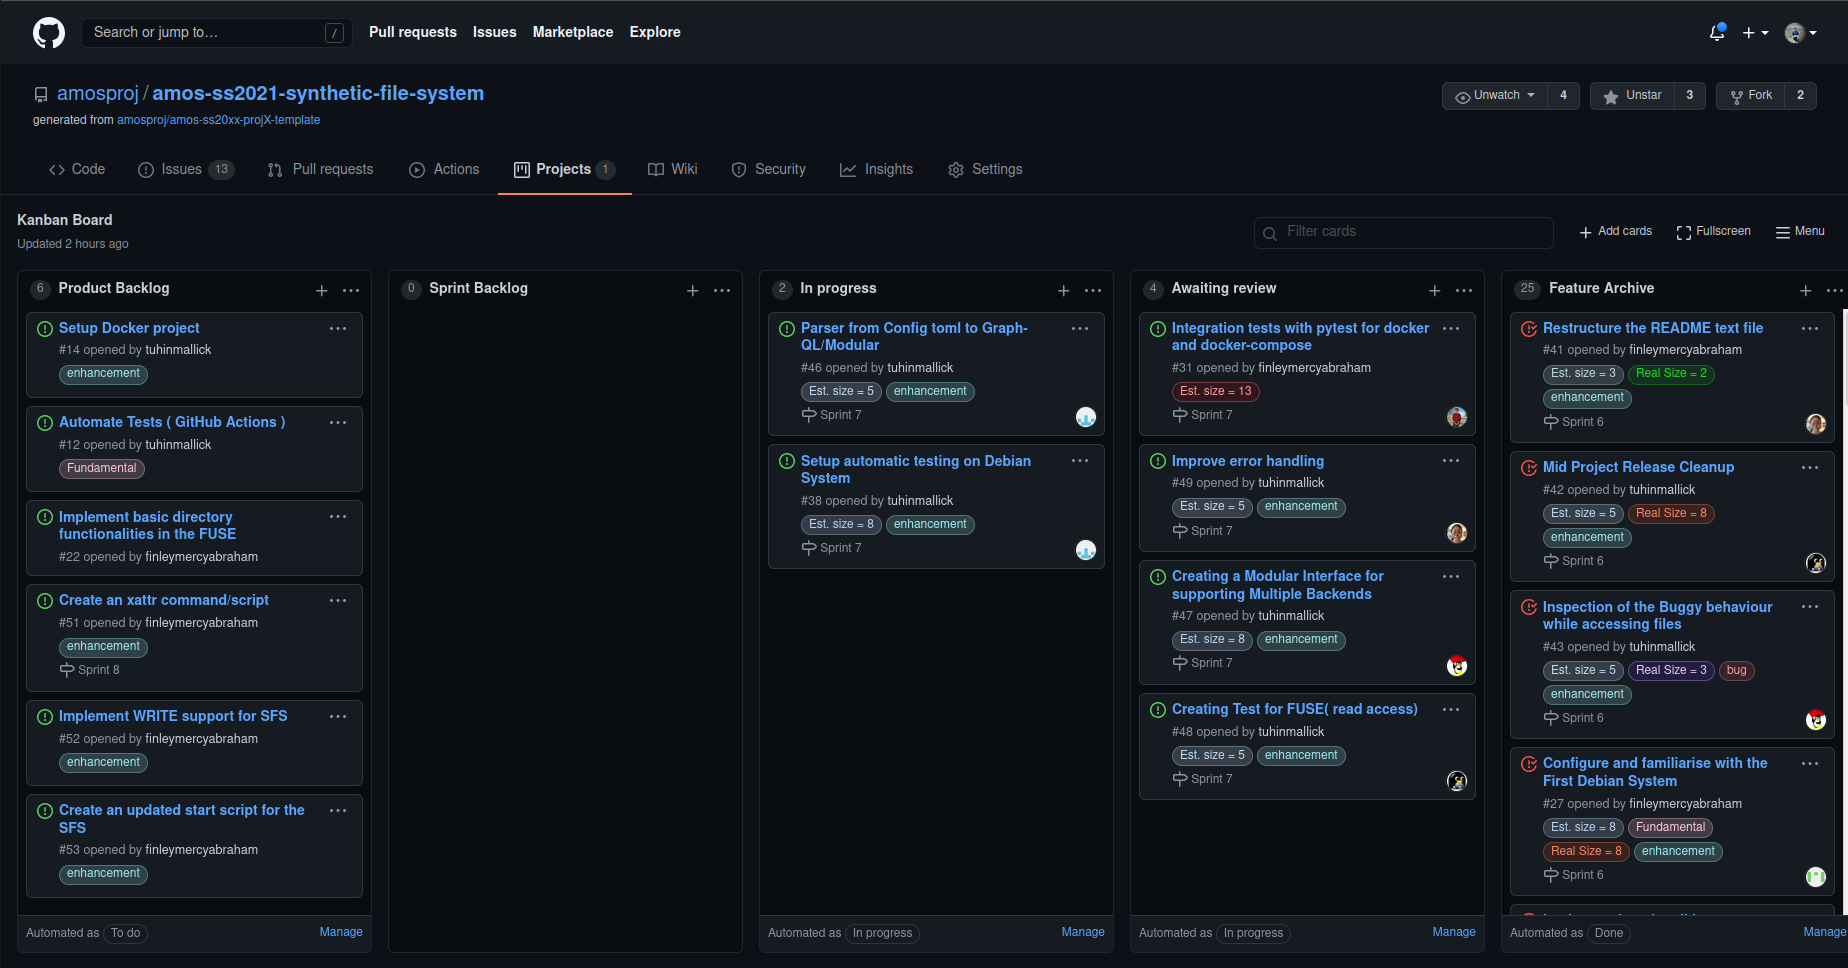 Search or jump to…
/
Pull requests
Issues
Marketplace
Explore
amosproj / amos-ss2021-synthetic-file-system
generated from amosproj/amos-ss20xx-projX-template
Unwatch
4
Unstar
3
Fork
2
Code
Issues 13
Pull requests
Actions
Projects 1
Wiki
Security
Insights
Settings
Kanban Board
Updated 2 hours ago
Filter cards
Add cards
Fullscreen
Menu
6 Product Backlog
Setup Docker project
#14 opened by tuhinmallick
enhancement
Automate Tests ( GitHub Actions )
#12 opened by tuhinmallick
Fundamental
Implement basic directory
functionalities in the FUSE
#22 opened by finleymercyabraham
Create an xattr command/script
#51 opened by finleymercyabraham
enhancement
Sprint 8
Implement WRITE support for SFS
#52 opened by finleymercyabraham
enhancement
Create an updated start script for the
SFS
#53 opened by finleymercyabraham
enhancement
Automated as To do
Manage
0 Sprint Backlog
2 In progress
Parser from Config toml to Graph-
QL/Modular
#46 opened by tuhinmallick
Est. size = 5 enhancement
Sprint 7
Setup automatic testing on Debian
System
#38 opened by tuhinmallick
Est. size = 8 enhancement
Sprint 7
Automated as In progress
Manage
4 Awaiting review
Integration tests with pytest for docker
and docker-compose
#31 opened by finleymercyabraham
Est. size = 13
Sprint 7
Improve error handling
#49 opened by tuhinmallick
Est. size = 5 enhancement
Sprint 7
Creating a Modular Interface for
supporting Multiple Backends
#47 opened by tuhinmallick
Est. size = 8 enhancement
Sprint 7
Creating Test for FUSE( read access)
#48 opened by tuhinmallick
Est. size = 5 enhancement
Sprint 7
Automated as In progress
Manage
25 Feature Archive
Restructure the README text file
#41 opened by finleymercyabraham
Est. size = 3 Real Size = 2
enhancement
Sprint 6
Mid Project Release Cleanup
#42 opened by tuhinmallick
Est. size = 5 Real Size = 8
enhancement
Sprint 6
Inspection of the Buggy behaviour
while accessing files
#43 opened by tuhinmallick
Est. size = 5 Real Size = 3 bug
enhancement
Sprint 6
Configure and familiarise with the
First Debian System
#27 opened by finleymercyabraham
Est. size = 8 Fundamental
Real Size = 8 enhancement
Sprint 6
Automated as Done
Manage